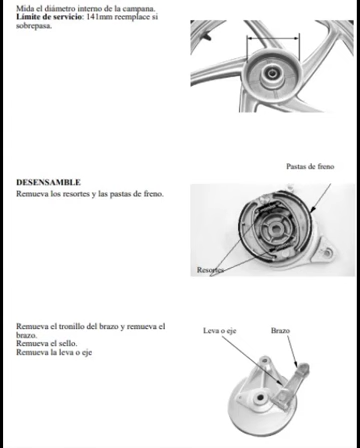 Mida el diámetro interno de la campana.
Límite de servicio: 141mm reemplace si
sobrepasa.
Pastas de freno
DESENSAMBLE
Remueva los resortes y las pastas de freno.
Resortes
Remueva el tronillo del brazo y remueva el
brazo.
Remueva el sello.
Remueva la leva o eje
Leva o eje
Brazo